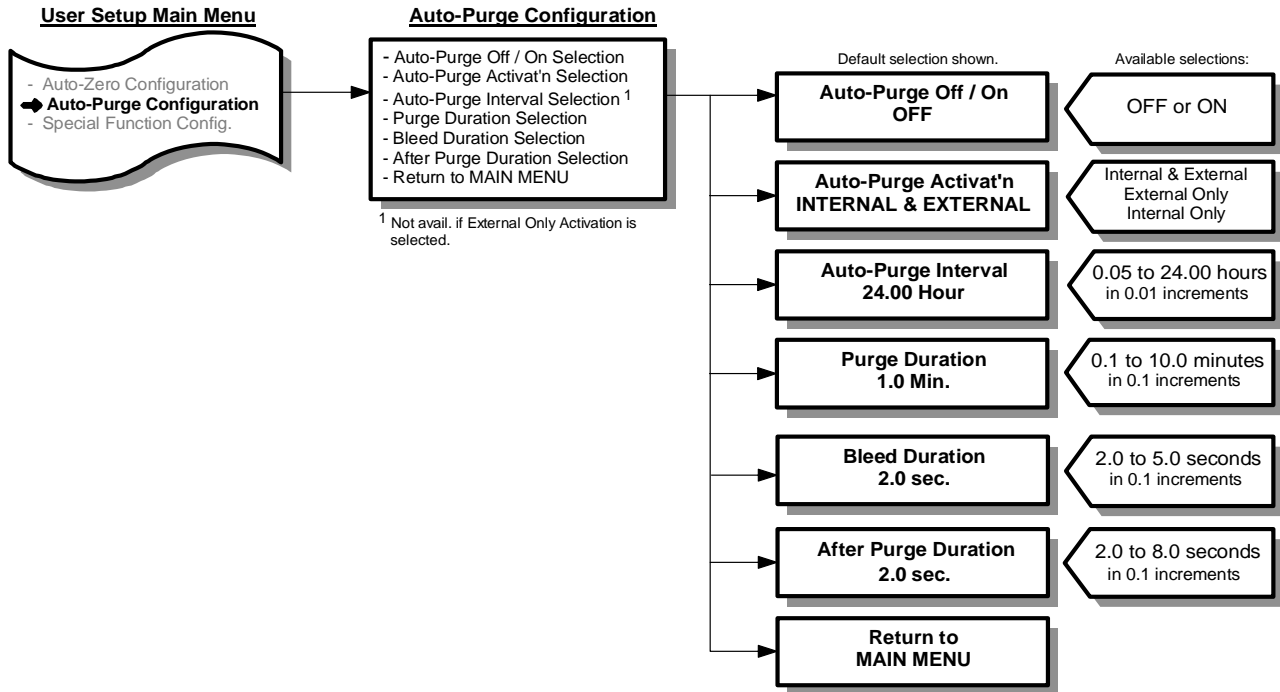 User Setup Main Menu
- Auto-Zero Configuration
Auto-Purge Configuration
- Special Function Config.
Auto-Purge Configuration
- Auto-Purge Off / On Selection
- Auto-Purge Activat'n Selection
- Auto-Purge Interval Selection 1
- Purge Duration Selection
- Bleed Duration Selection
- After Purge Duration Selection
- Return to MAIN MENU
1 Not avail. if External Only Activation is
selected.
Default selection shown.
Available selections:
Auto-Purge Off / On
OFF
OFF or ON
Auto-Purge Activat'n
INTERNAL & EXTERNAL
Internal & External
External Only
Internal Only
Auto-Purge Interval
24.00 Hour
0.05 to 24.00 hours
in 0.01 increments
Purge Duration
1.0 Min.
0.1 to 10.0 minutes
in 0.1 increments
Bleed Duration
2.0 sec.
2.0 to 5.0 seconds
in 0.1 increments
After Purge Duration
2.0 sec.
2.0 to 8.0 seconds
in 0.1 increments
Return to
MAIN MENU